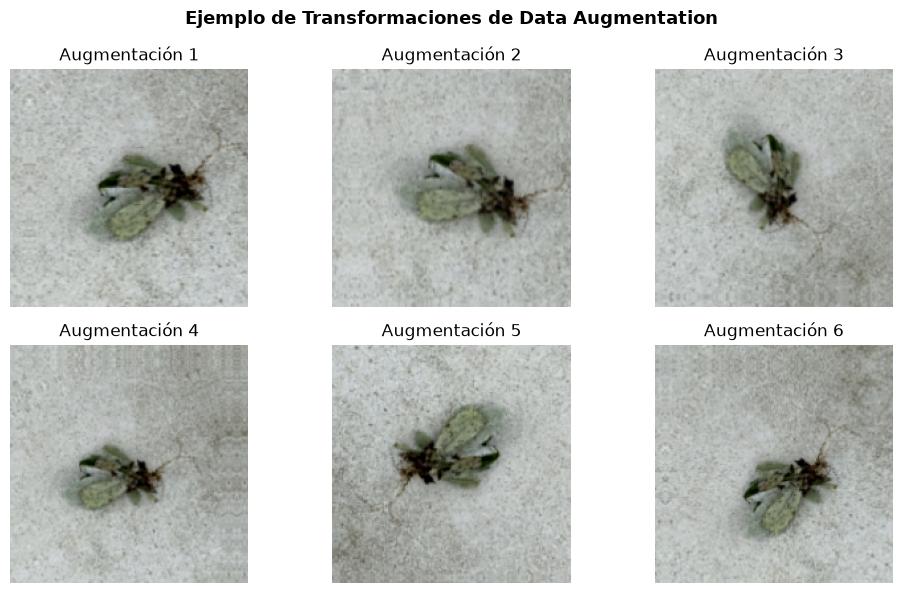 Ejemplo de Transformaciones de Data Augmentation
Augmentación 1
Augmentación 2
Augmentación 3
Augmentación 4
Augmentación 5
Augmentación 6